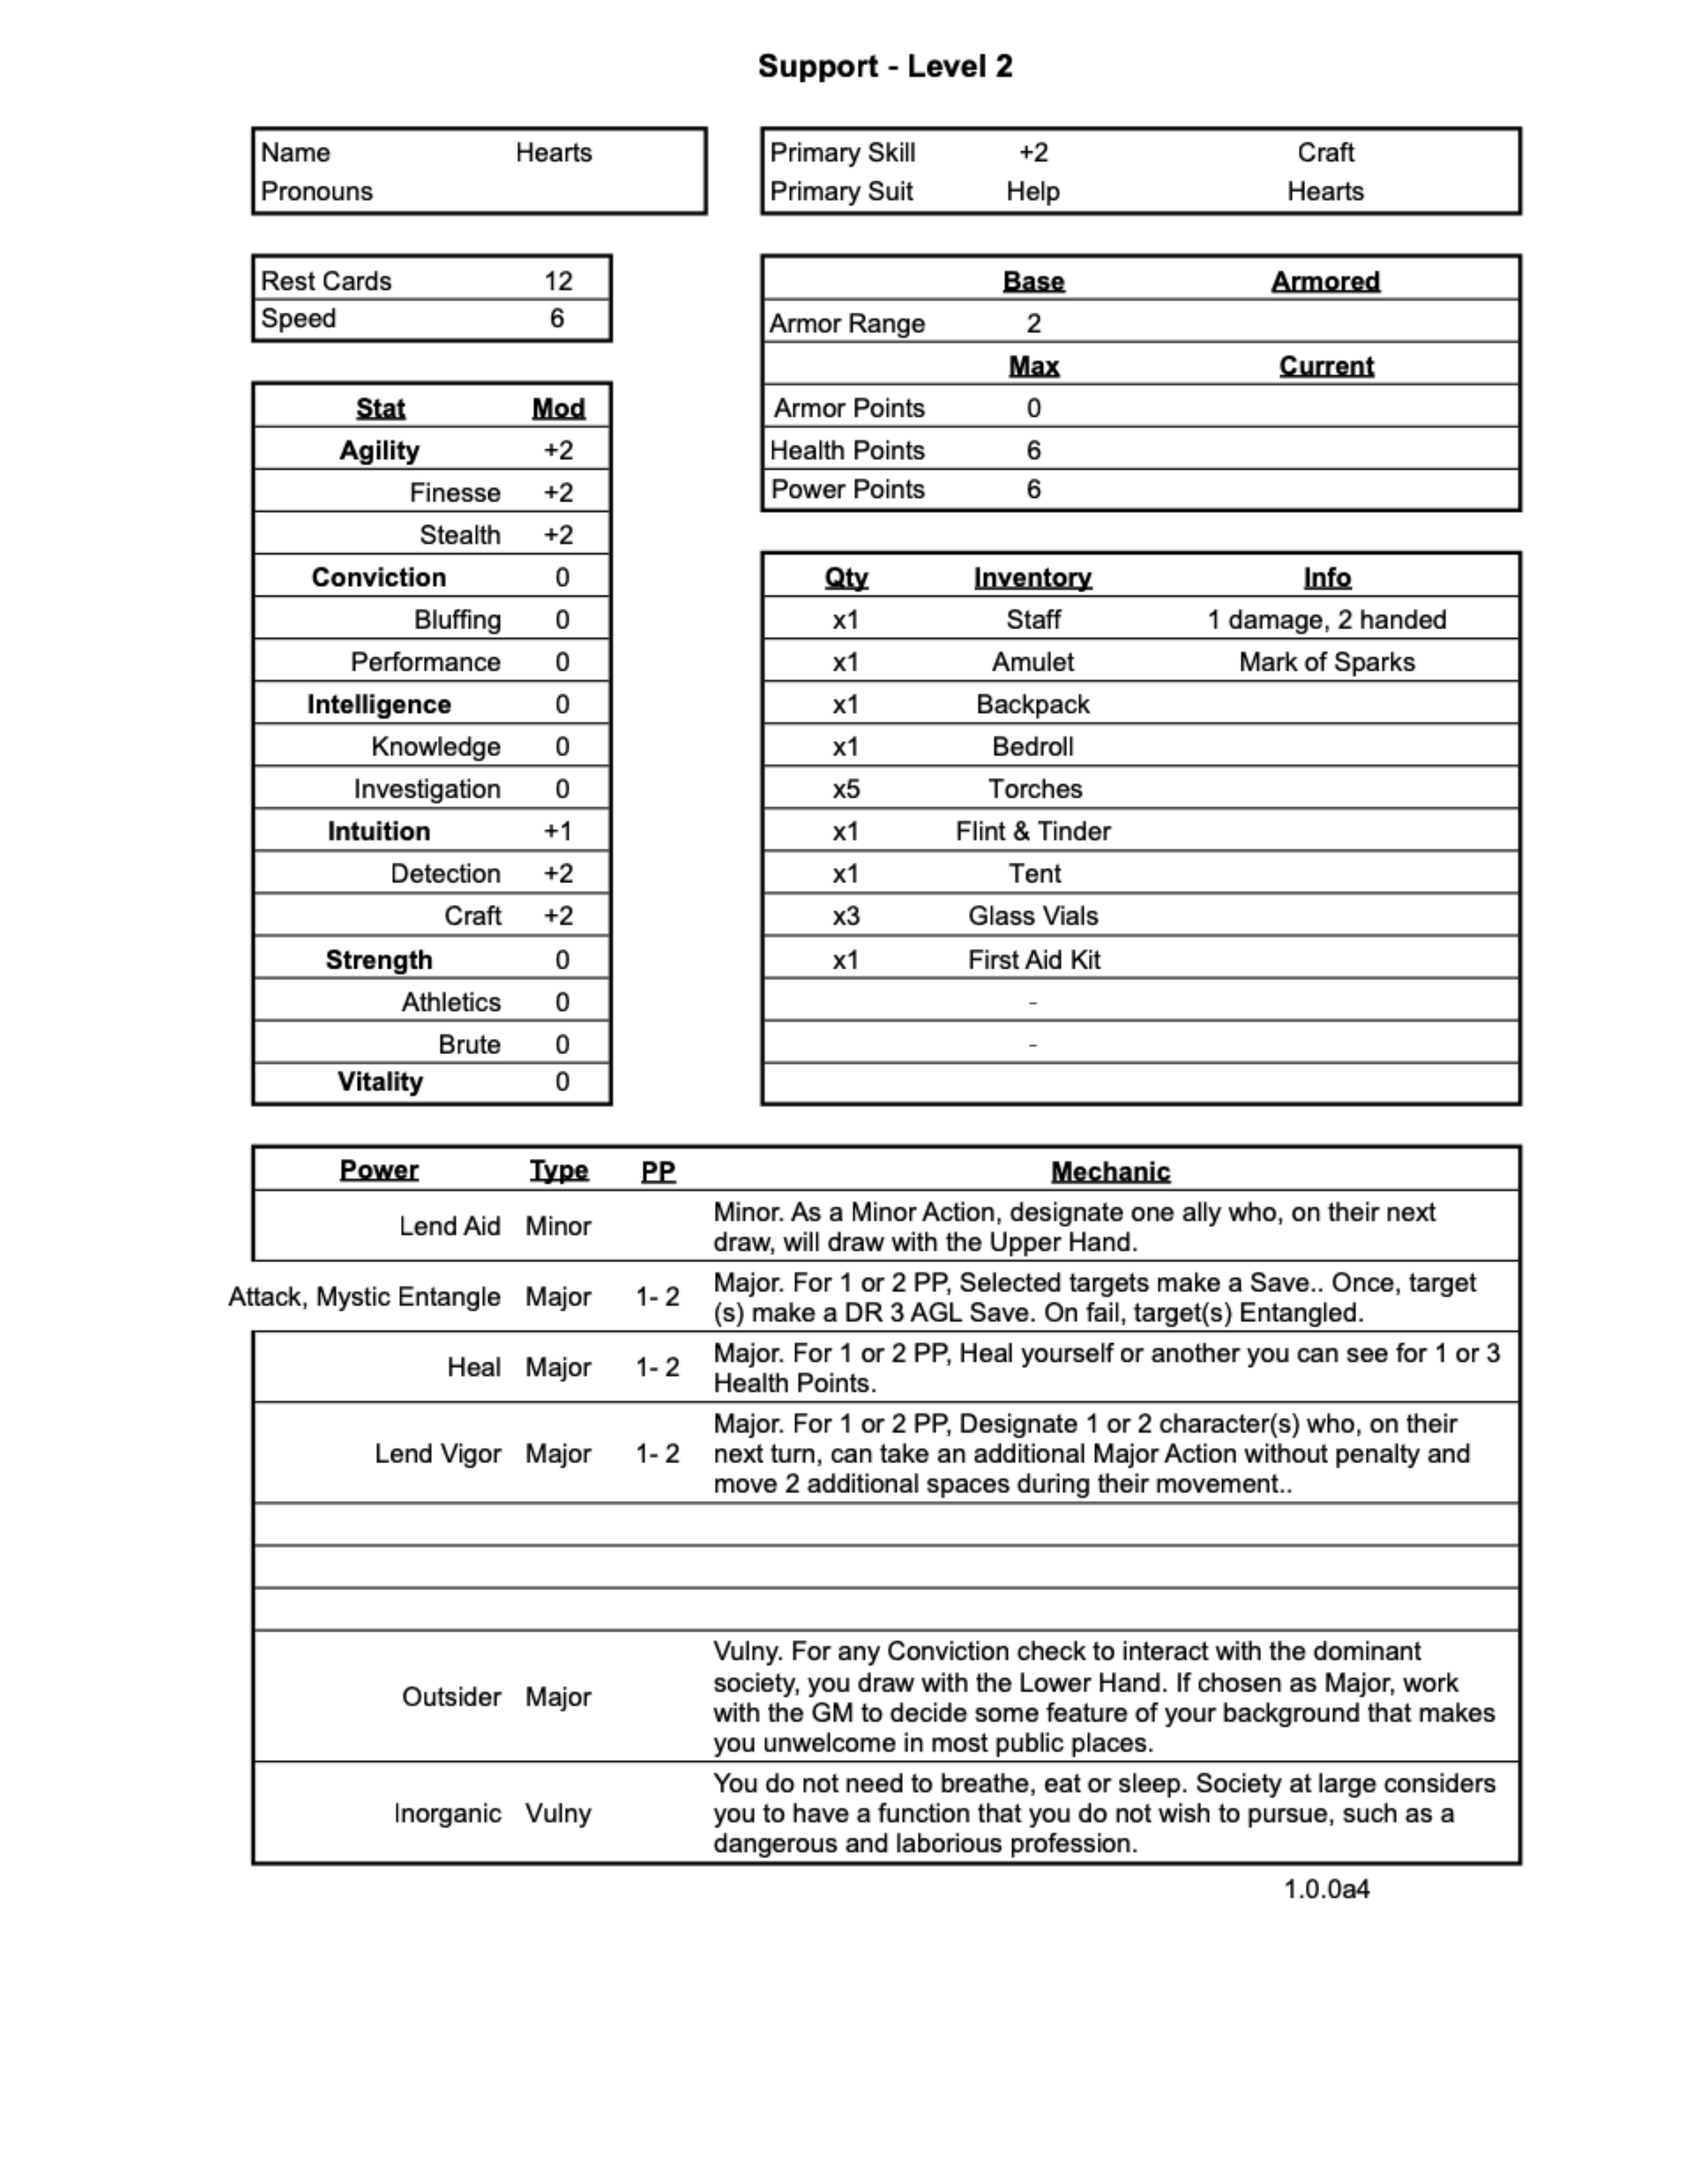 Support - Level 2
Name Hearts
Pronouns
Primary Skill +2 Craft
Primary Suit Help Hearts
Rest Cards 12
Speed 6
Base Armored
Armor Range 2
Max Current
Armor Points 0
Health Points 6
Power Points 6
Stat Mod
Agility +2
Finesse +2
Stealth +2
Conviction 0
Bluffing 0
Performance 0
Intelligence 0
Knowledge 0
Investigation 0
Intuition +1
Detection +2
Craft +2
Strength 0
Athletics 0
Brute 0
Vitality 0
Qty Inventory Info
x1 Staff 1 damage, 2 handed
x1 Amulet Mark of Sparks
x1 Backpack
x1 Bedroll
x5 Torches
x1 Flint & Tinder
x1 Tent
x3 Glass Vials
x1 First Aid Kit
-
-
Power Type PP Mechanic
Lend Aid Minor Minor. As a Minor Action, designate one ally who, on their next
draw, will draw with the Upper Hand.
Attack, Mystic Entangle Major 1- 2 Major. For 1 or 2 PP, Selected targets make a Save.. Once, target
(s) make a DR 3 AGL Save. On fail, target(s) Entangled.
Heal Major 1- 2 Major. For 1 or 2 PP, Heal yourself or another you can see for 1 or 3
Health Points.
Lend Vigor Major 1- 2 Major. For 1 or 2 PP, Designate 1 or 2 character(s) who, on their
next turn, can take an additional Major Action without penalty and
move 2 additional spaces during their movement..
Outsider Major Vulny. For any Conviction check to interact with the dominant
society, you draw with the Lower Hand. If chosen as Major, work
with the GM to decide some feature of your background that makes
you unwelcome in most public places.
Inorganic Vulny You do not need to breathe, eat or sleep. Society at large considers
you to have a function that you do not wish to pursue, such as a
dangerous and laborious profession.
1.0.0a4